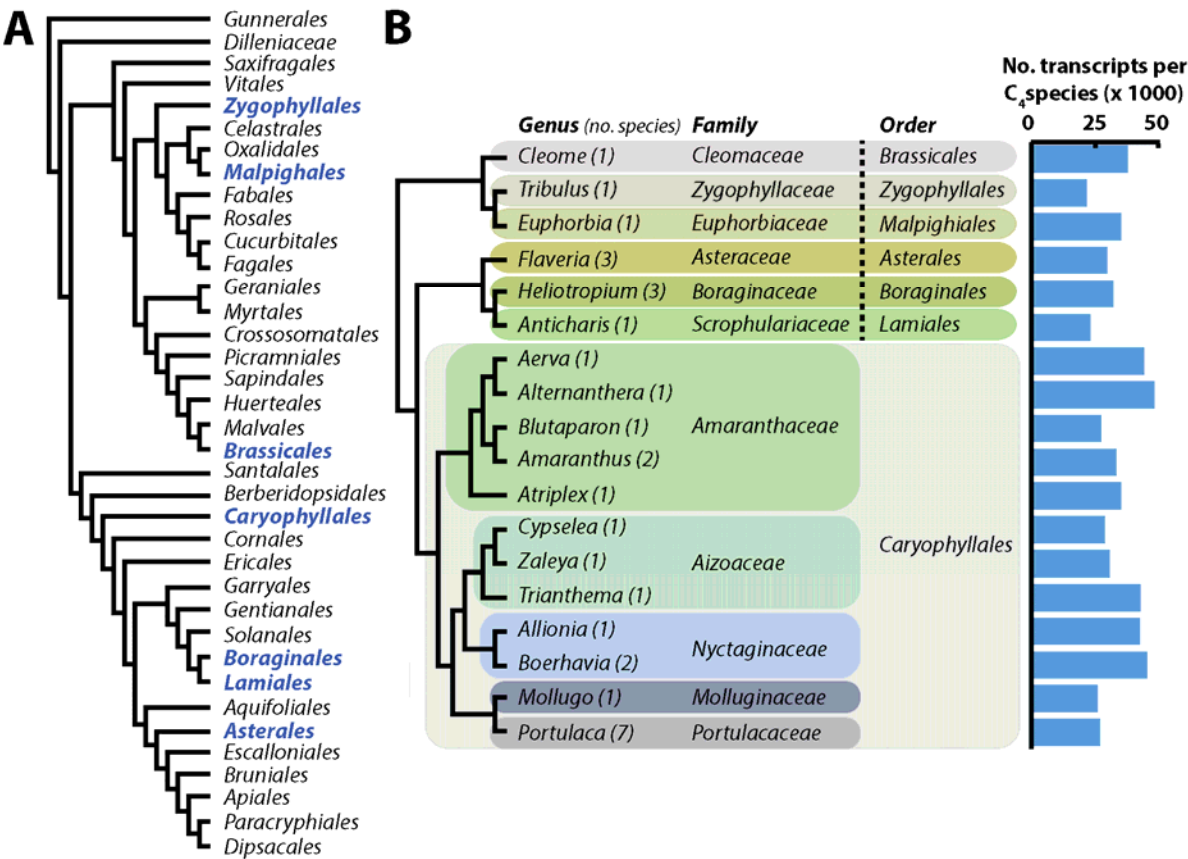 A
Gunnerales
Dilleniaceae
Saxifragales
Vitales
Zygophyllales
Celastrales
Oxalidales
Malpighales
Fabales
Rosales
Cucurbitales
Fagales
Geraniales
Myrtales
Crossosomatales
Picramniales
Sapindales
Huerteales
Malvales
Brassicales
Santalales
Berberidopsidales
Caryophyllales
Cornales
Ericales
Garryales
Gentianales
Solanales
Boraginales
Lamiales
Aquifoliales
Asterales
Escalloniales
Bruniales
Apiales
Paracryphiales
Dipsacales
B
No. transcripts per
C4species (x 1000)
Genus (no. species) Family Order 0 25 50
Cleome (1) Cleomaceae Brassicales
Tribulus (1) Zygophyllaceae Zygophyllales
Euphorbia (1) Euphorbiaceae Malpighiales
Flaveria (3) Asteraceae Asterales
Heliotropium (3) Boraginaceae Boraginales
Anticharis (1) Scrophulariaceae Lamiales
Aerva (1)
Alternanthera (1)
Blutaparon (1) Amaranthaceae
Amaranthus (2)
Atriplex (1)
Cypselea (1)
Caryophyllales
Zaleya (1) Aizoaceae
Trianthema (1)
Allionia (1)
Nyctaginaceae
Boerhavia (2)
Mollugo (1) Molluginaceae
Portulaca (7) Portulacaceae